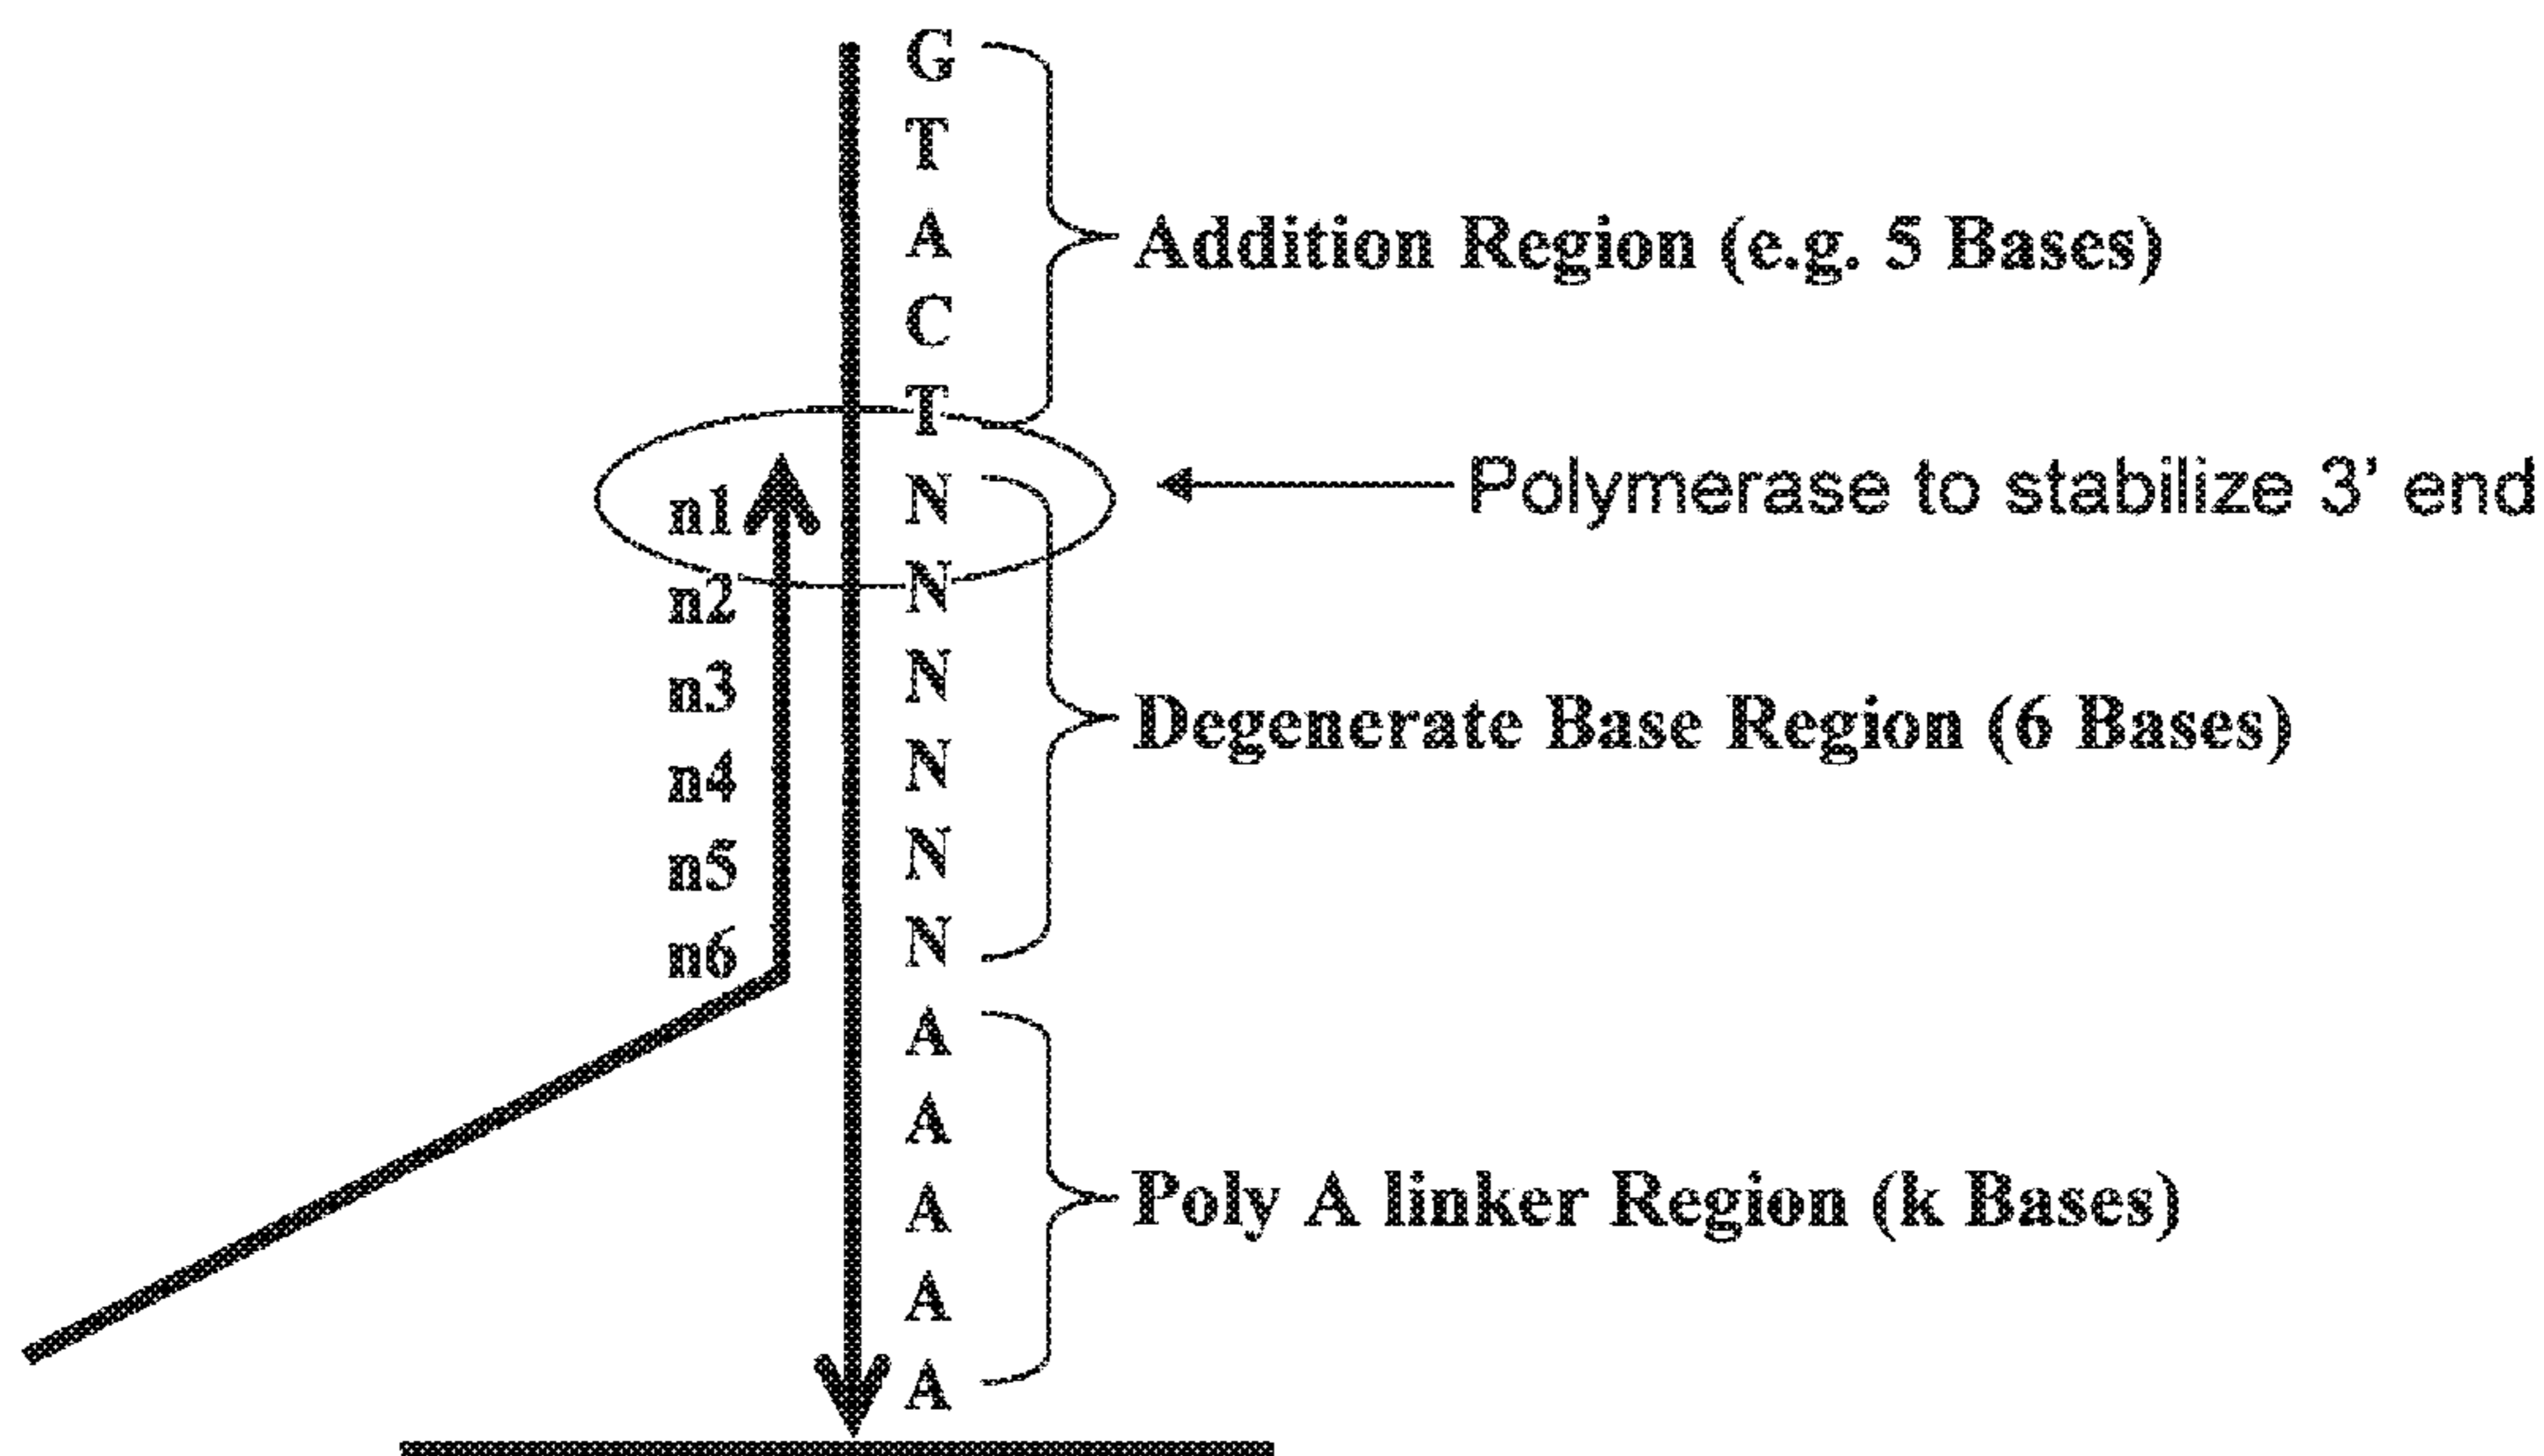 G
T
A
C
T
Addition Region (e.g. 5 Bases)
Polymerase to stabilize 3' end
n1 N
n2 N
n3 N
n4 N
n5 N
n6 N
Degenerate Base Region (6 Bases)
A
A
A
A
A
Poly A linker Region (k Bases)